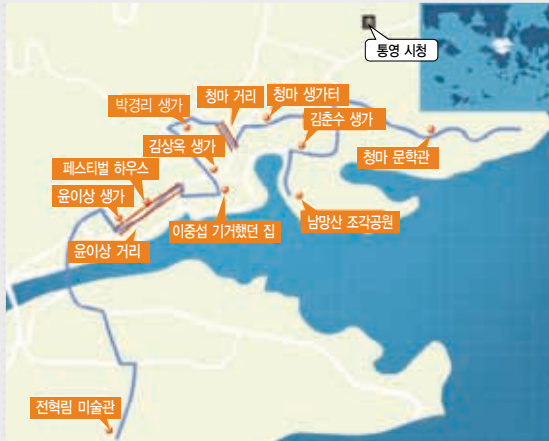 통영 시청
청마 거리
청마 생가터
박경리 생가
김춘수 생가
김상옥 생가
청마 문학관
페스티벌 하우스
윤이상 생가
이중섭 기거했던 집
남망산 조각공원
윤이상 거리
전혁림 미술관